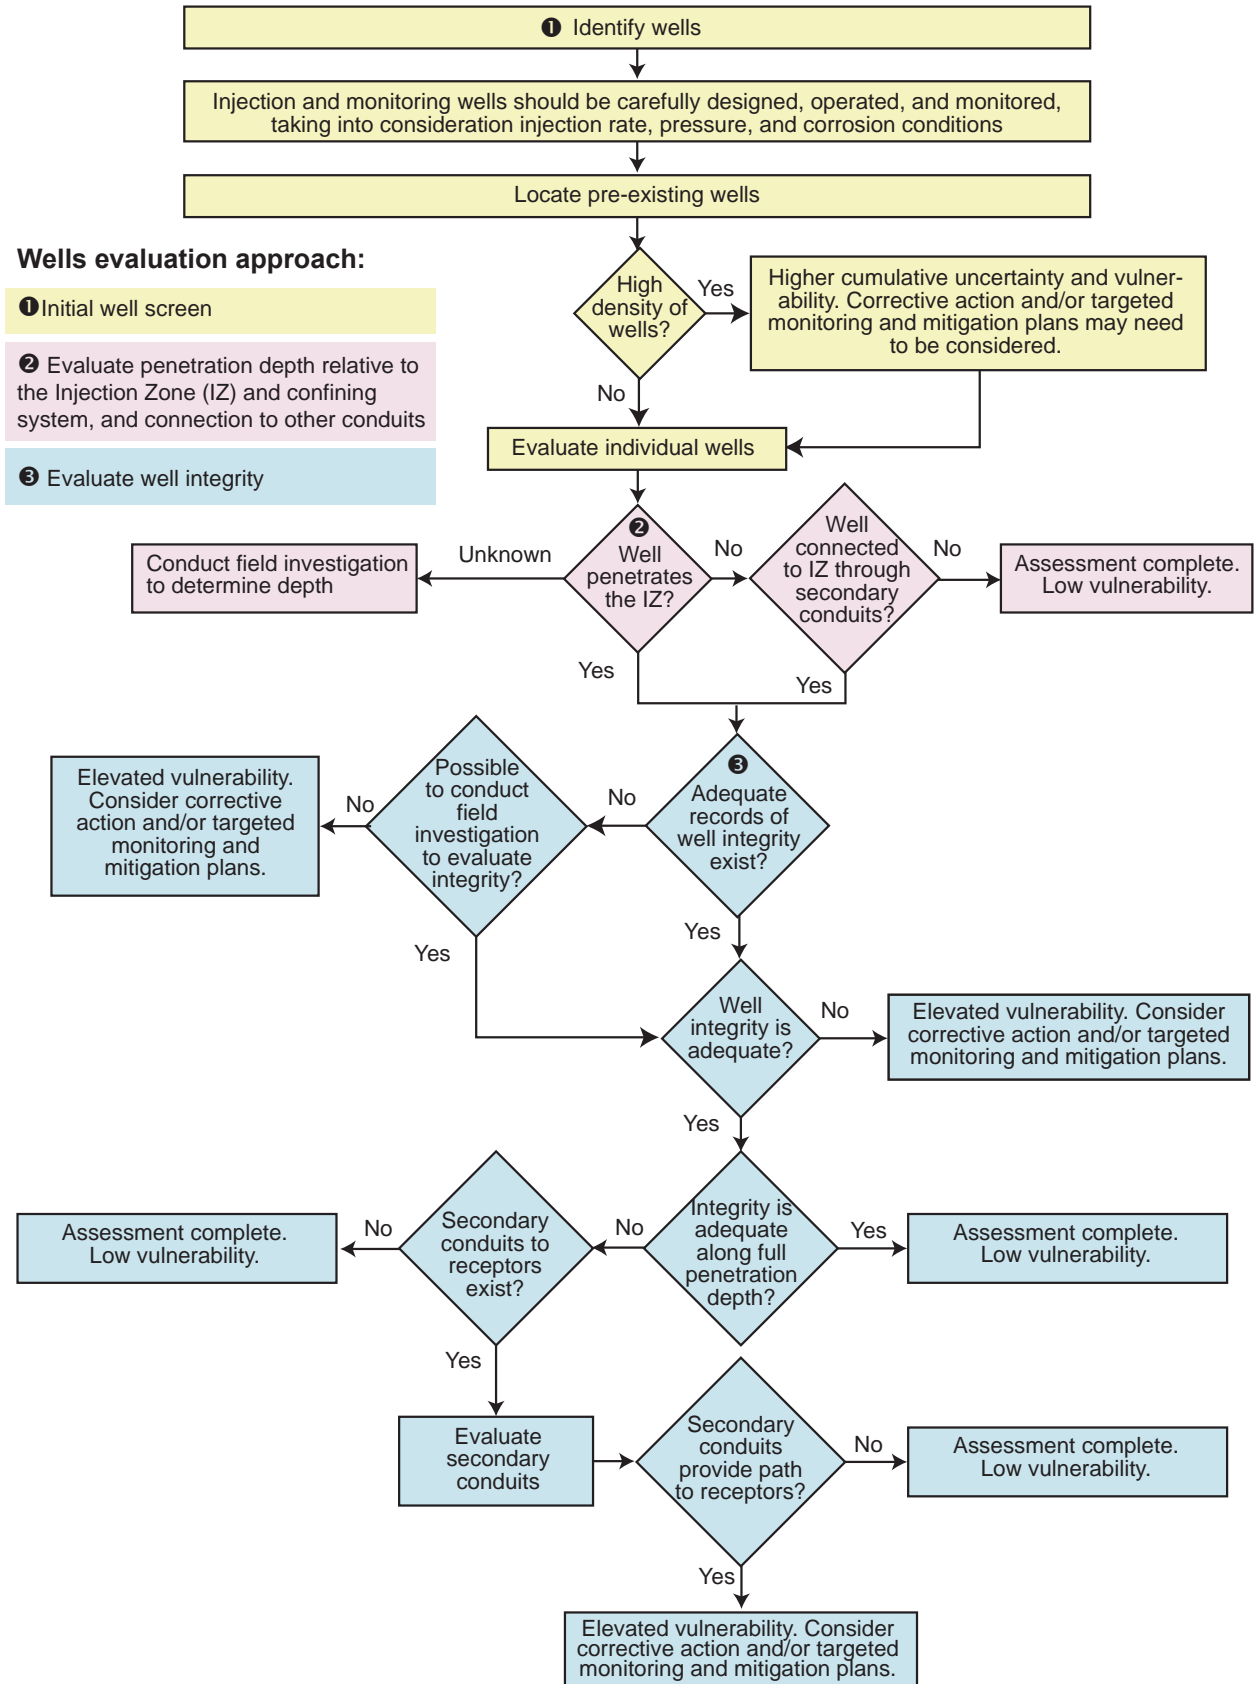 ❶ Identify wells
Injection and monitoring wells should be carefully designed, operated, and monitored,
taking into consideration injection rate, pressure, and corrosion conditions
Locate pre-existing wells
Wells evaluation approach:
❶Initial well screen
❷ Evaluate penetration depth relative to
the Injection Zone (IZ) and confining
system, and connection to other conduits
❸ Evaluate well integrity
High
density of
wells?
Yes
Higher cumulative uncertainty and vulner-
ability. Corrective action and/or targeted
monitoring and mitigation plans may need
to be considered.
No
Evaluate individual wells
❷
Well
penetrates
the IZ?
Unknown
Conduct field investigation
to determine depth
No
Well
connected
to IZ through
secondary
conduits?
No
Assessment complete.
Low vulnerability.
Yes
Yes
❸
Adequate
records of
well integrity
exist?
No
Possible
to conduct
field
investigation
to evaluate
integrity?
No
Elevated vulnerability.
Consider corrective
action and/or targeted
monitoring and
mitigation plans.
Yes
Yes
Well
integrity is
adequate?
No
Elevated vulnerability. Consider
corrective action and/or targeted
monitoring and mitigation plans.
Yes
Integrity is
adequate
along full
penetration
depth?
Yes
Assessment complete.
Low vulnerability.
No
Secondary
conduits to
receptors
exist?
No
Assessment complete.
Low vulnerability.
Yes
Evaluate
secondary
conduits
Secondary
conduits
provide path
to receptors?
No
Assessment complete.
Low vulnerability.
Yes
Elevated vulnerability. Consider
corrective action and/or targeted
monitoring and mitigation plans.